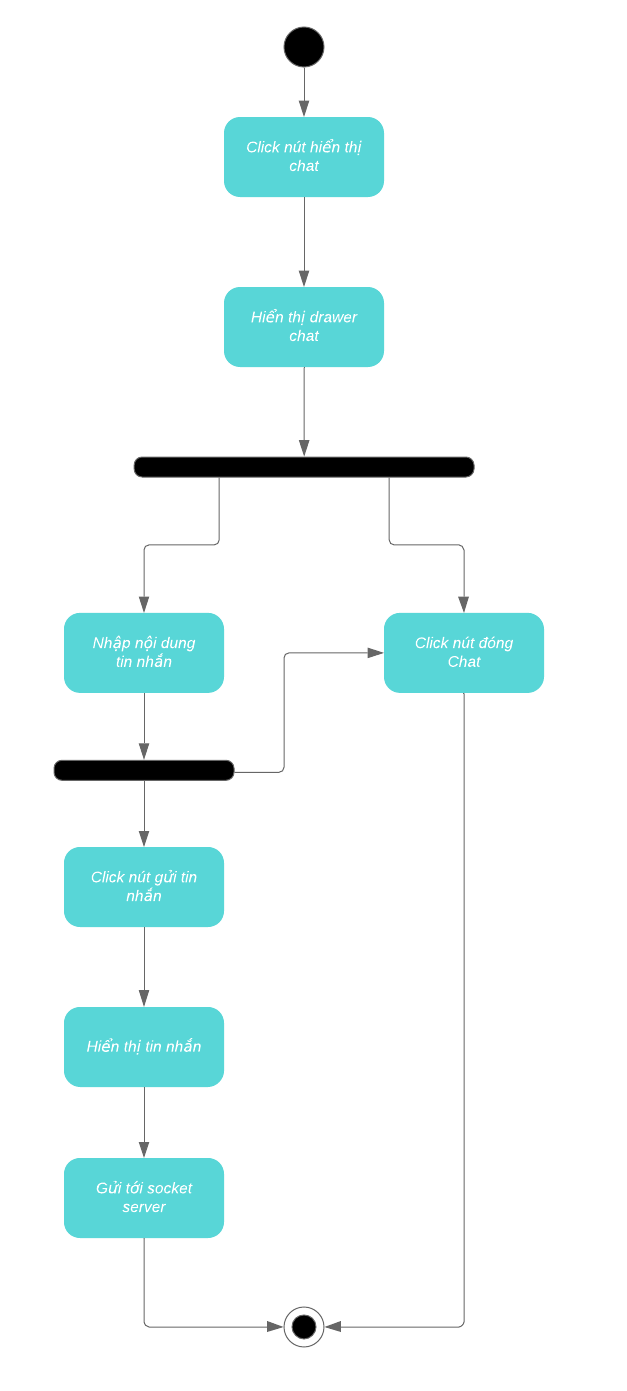 Click nút hiển thị
chat
Hiển thị drawer
chat
Nhập nội dung
tin nhắn
Click nút đóng
Chat
Click nút gửi tin
nhắn
Hiển thị tin nhắn
Gửi tới socket
server